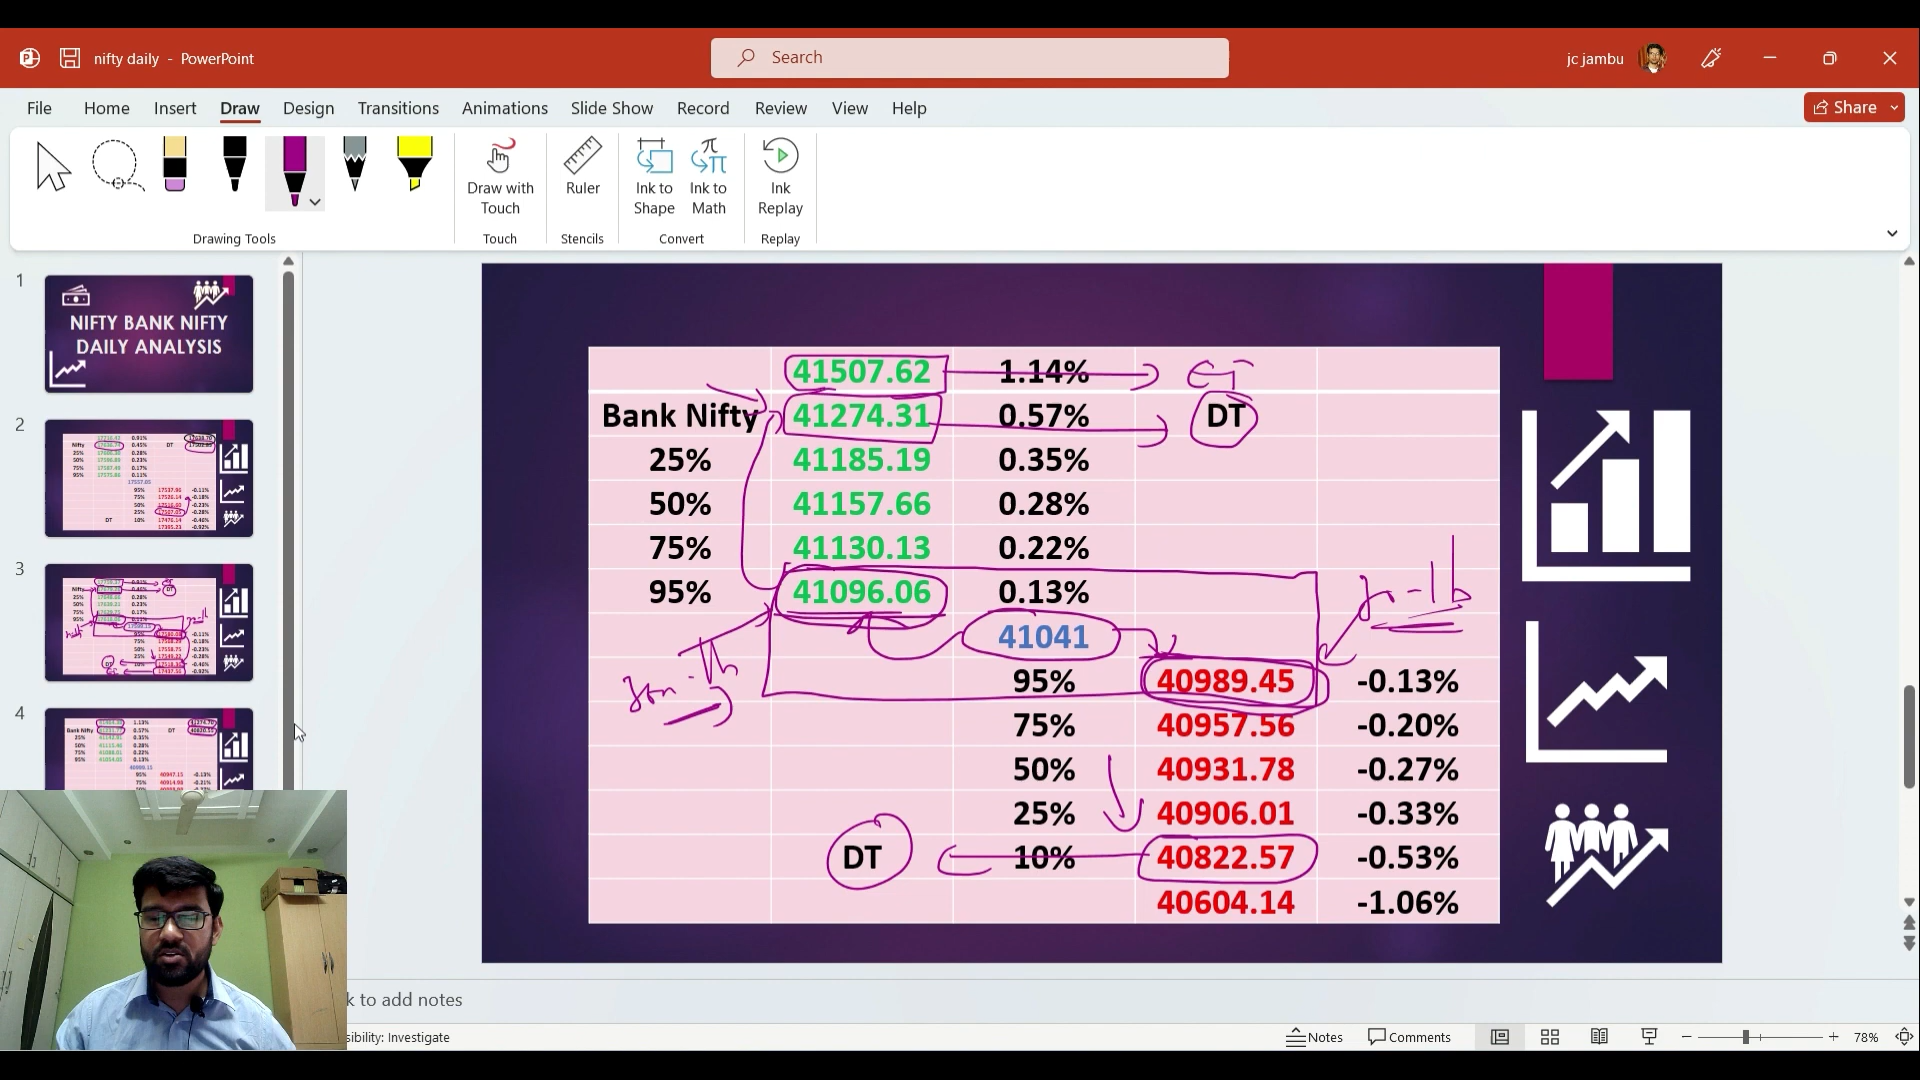 nifty daily - PowerPoint
Search
jc jambu
File Home Insert Draw Design Transitions Animations Slide Show Record Review View Help
Share
Draw with Touch
Ruler
Ink to Shape
Ink to Math
Ink Replay
Drawing Tools Touch Stencils Convert Replay
1
NIFTY BANK NIFTY
DAILY ANALYSIS
2
3
4
41507.62 1.14% ET
Bank Nifty 41274.31 0.57% DT
25% 41185.19 0.35%
50% 41157.66 0.28%
75% 41130.13 0.22%
95% 41096.06 0.13%
41041
95% 40989.45 -0.13%
75% 40957.56 -0.20%
50% 40931.78 -0.27%
25% 40906.01 -0.33%
DT 10% 40822.57 -0.53%
40604.14 -1.06%
k to add notes
sibility: Investigate
Notes Comments 78%